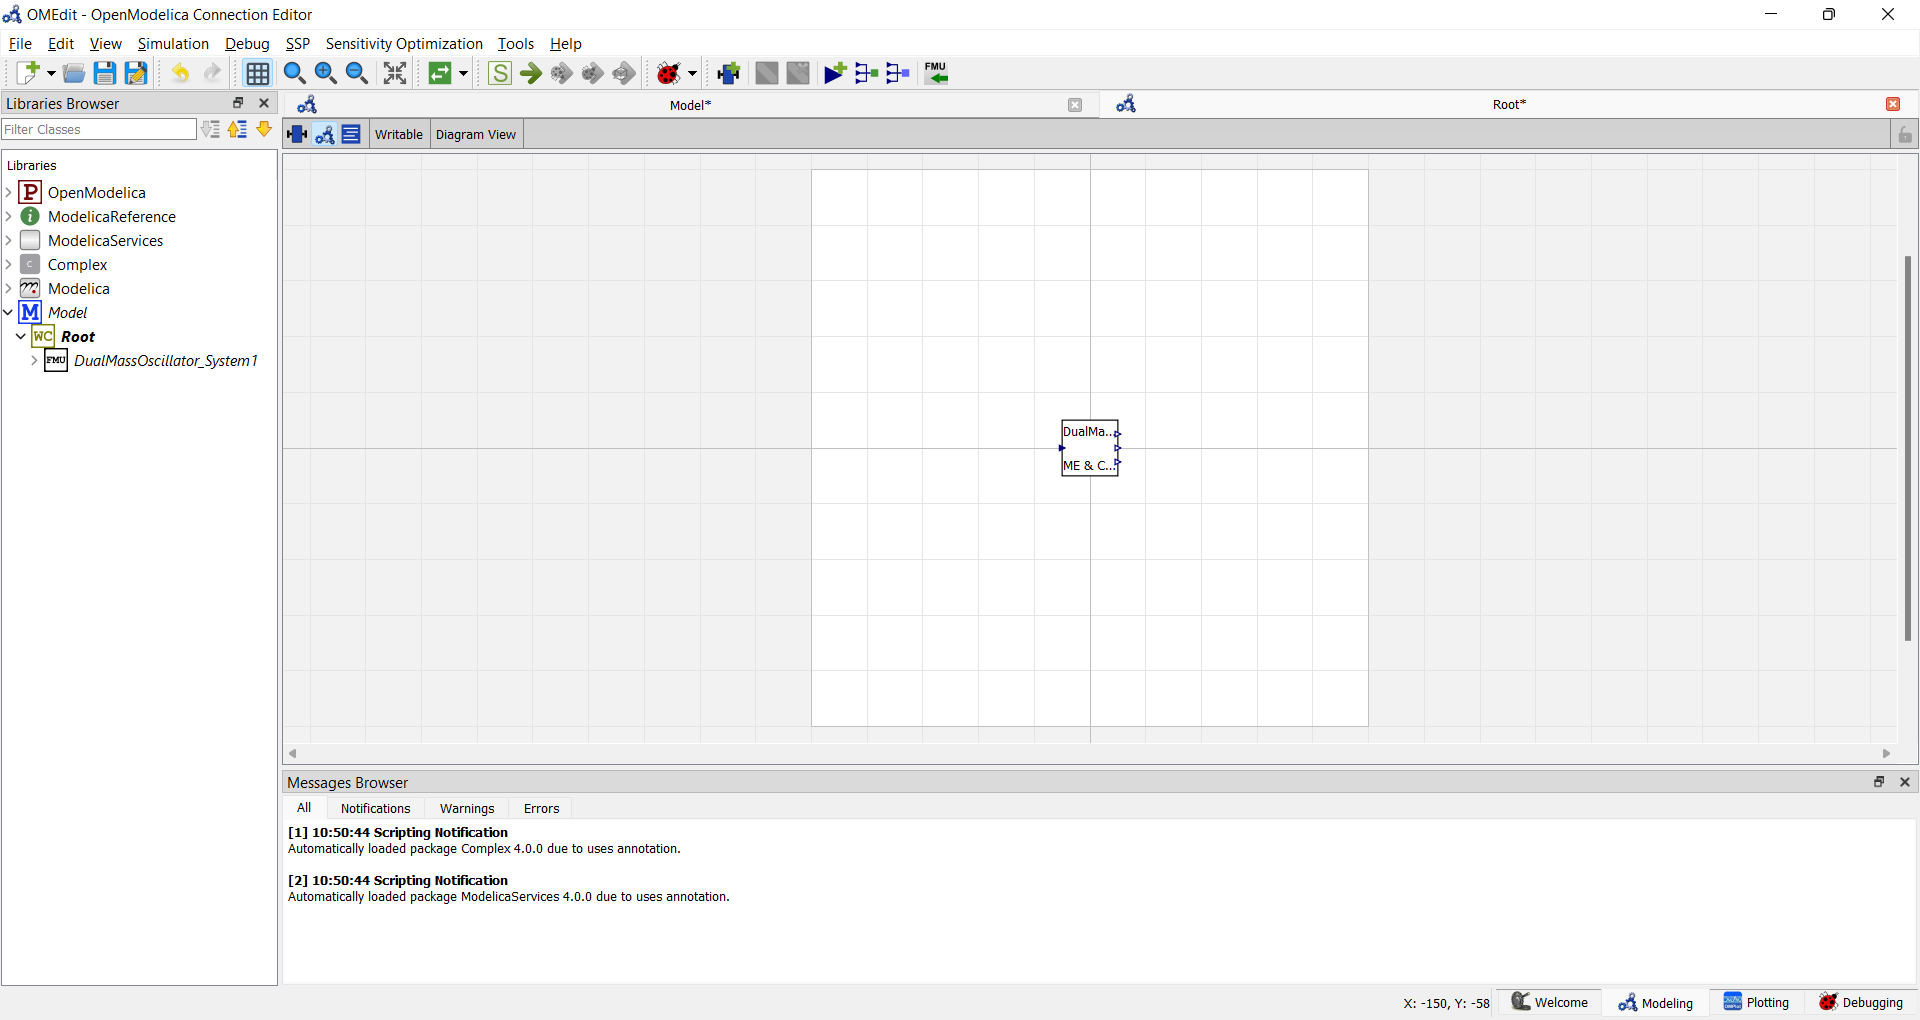 OMEdit - OpenModelica Connection Editor
File Edit View Simulation Debug SSP Sensitivity Optimization Tools Help
S
FMU
Libraries Browser
Model*
Root*
Filter Classes
Writable
Diagram View
Libraries
P OpenModelica
i ModelicaReference
ModelicaServices
C Complex
m Modelica
M Model
WC Root
FMU DualMassOscillator_System1
DualMa...
ME & C...
Messages Browser
All Notifications Warnings Errors
[1] 10:50:44 Scripting Notification
Automatically loaded package Complex 4.0.0 due to uses annotation.
[2] 10:50:44 Scripting Notification
Automatically loaded package ModelicaServices 4.0.0 due to uses annotation.
X: -150, Y: -58 Welcome Modeling Plotting Debugging